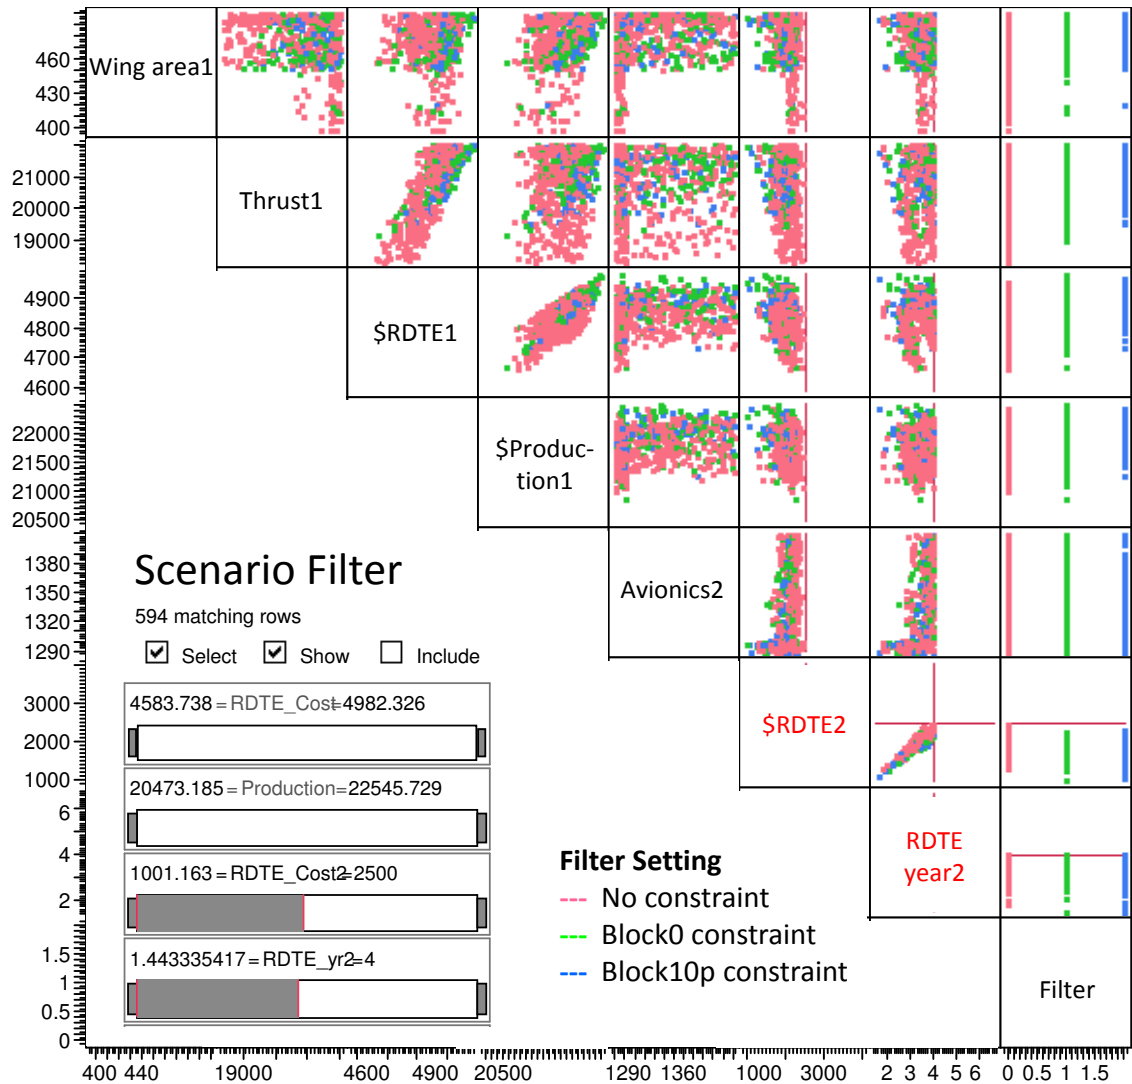 460
430
400
Wing area1
21000
20000
19000
Thrust1
4900
4800
4700
4600
$RDTE1
22000
21500
21000
20500
$Produc-
tion1
1380
1350
1320
1290
Avionics2
Scenario Filter
594 matching rows
Select Show Include
4583.738 = RDTE_Cost=4982.326
20473.185 = Production=22545.729
1001.163 = RDTE_Cost2=2500
1.443335417 = RDTE_yr2=4
3000
2000
1000
$RDTE2
6
4
2
RDTE
year2
Filter Setting
No constraint
Block0 constraint
Block10p constraint
1.5
1
0.5
0
Filter
400 440 19000 4600 4900 20500 1290 1360 1000 3000 2 3 4 5 6 0 0.5 1 1.5